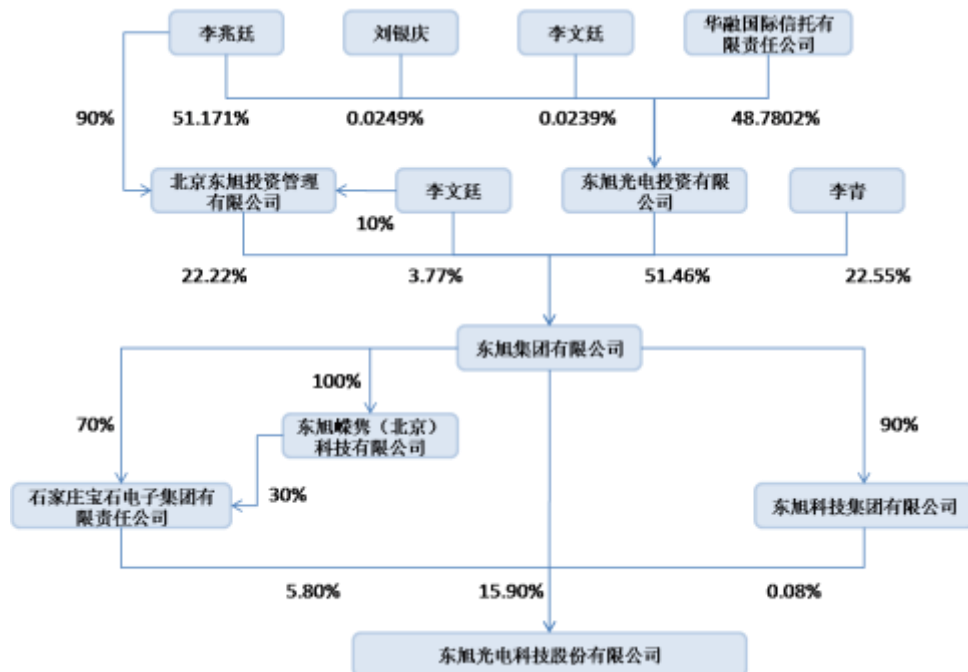 李兆廷
刘银庆
李文廷
华融国际信托有
限责任公司
90%
51.171%
0.0249%
0.0239%
48.7802%
北京东旭投资管理
有限公司
李文廷
东旭光电投资有限
公司
李青
10%
22.22%
3.77%
51.46%
22.55%
东旭集团有限公司
100%
70%
东旭嵘隽（北京）
科技有限公司
90%
30%
石家庄宝石电子集团有
限责任公司
东旭科技集团有限公司
5.80%
15.90%
0.08%
东旭光电科技股份有限公司